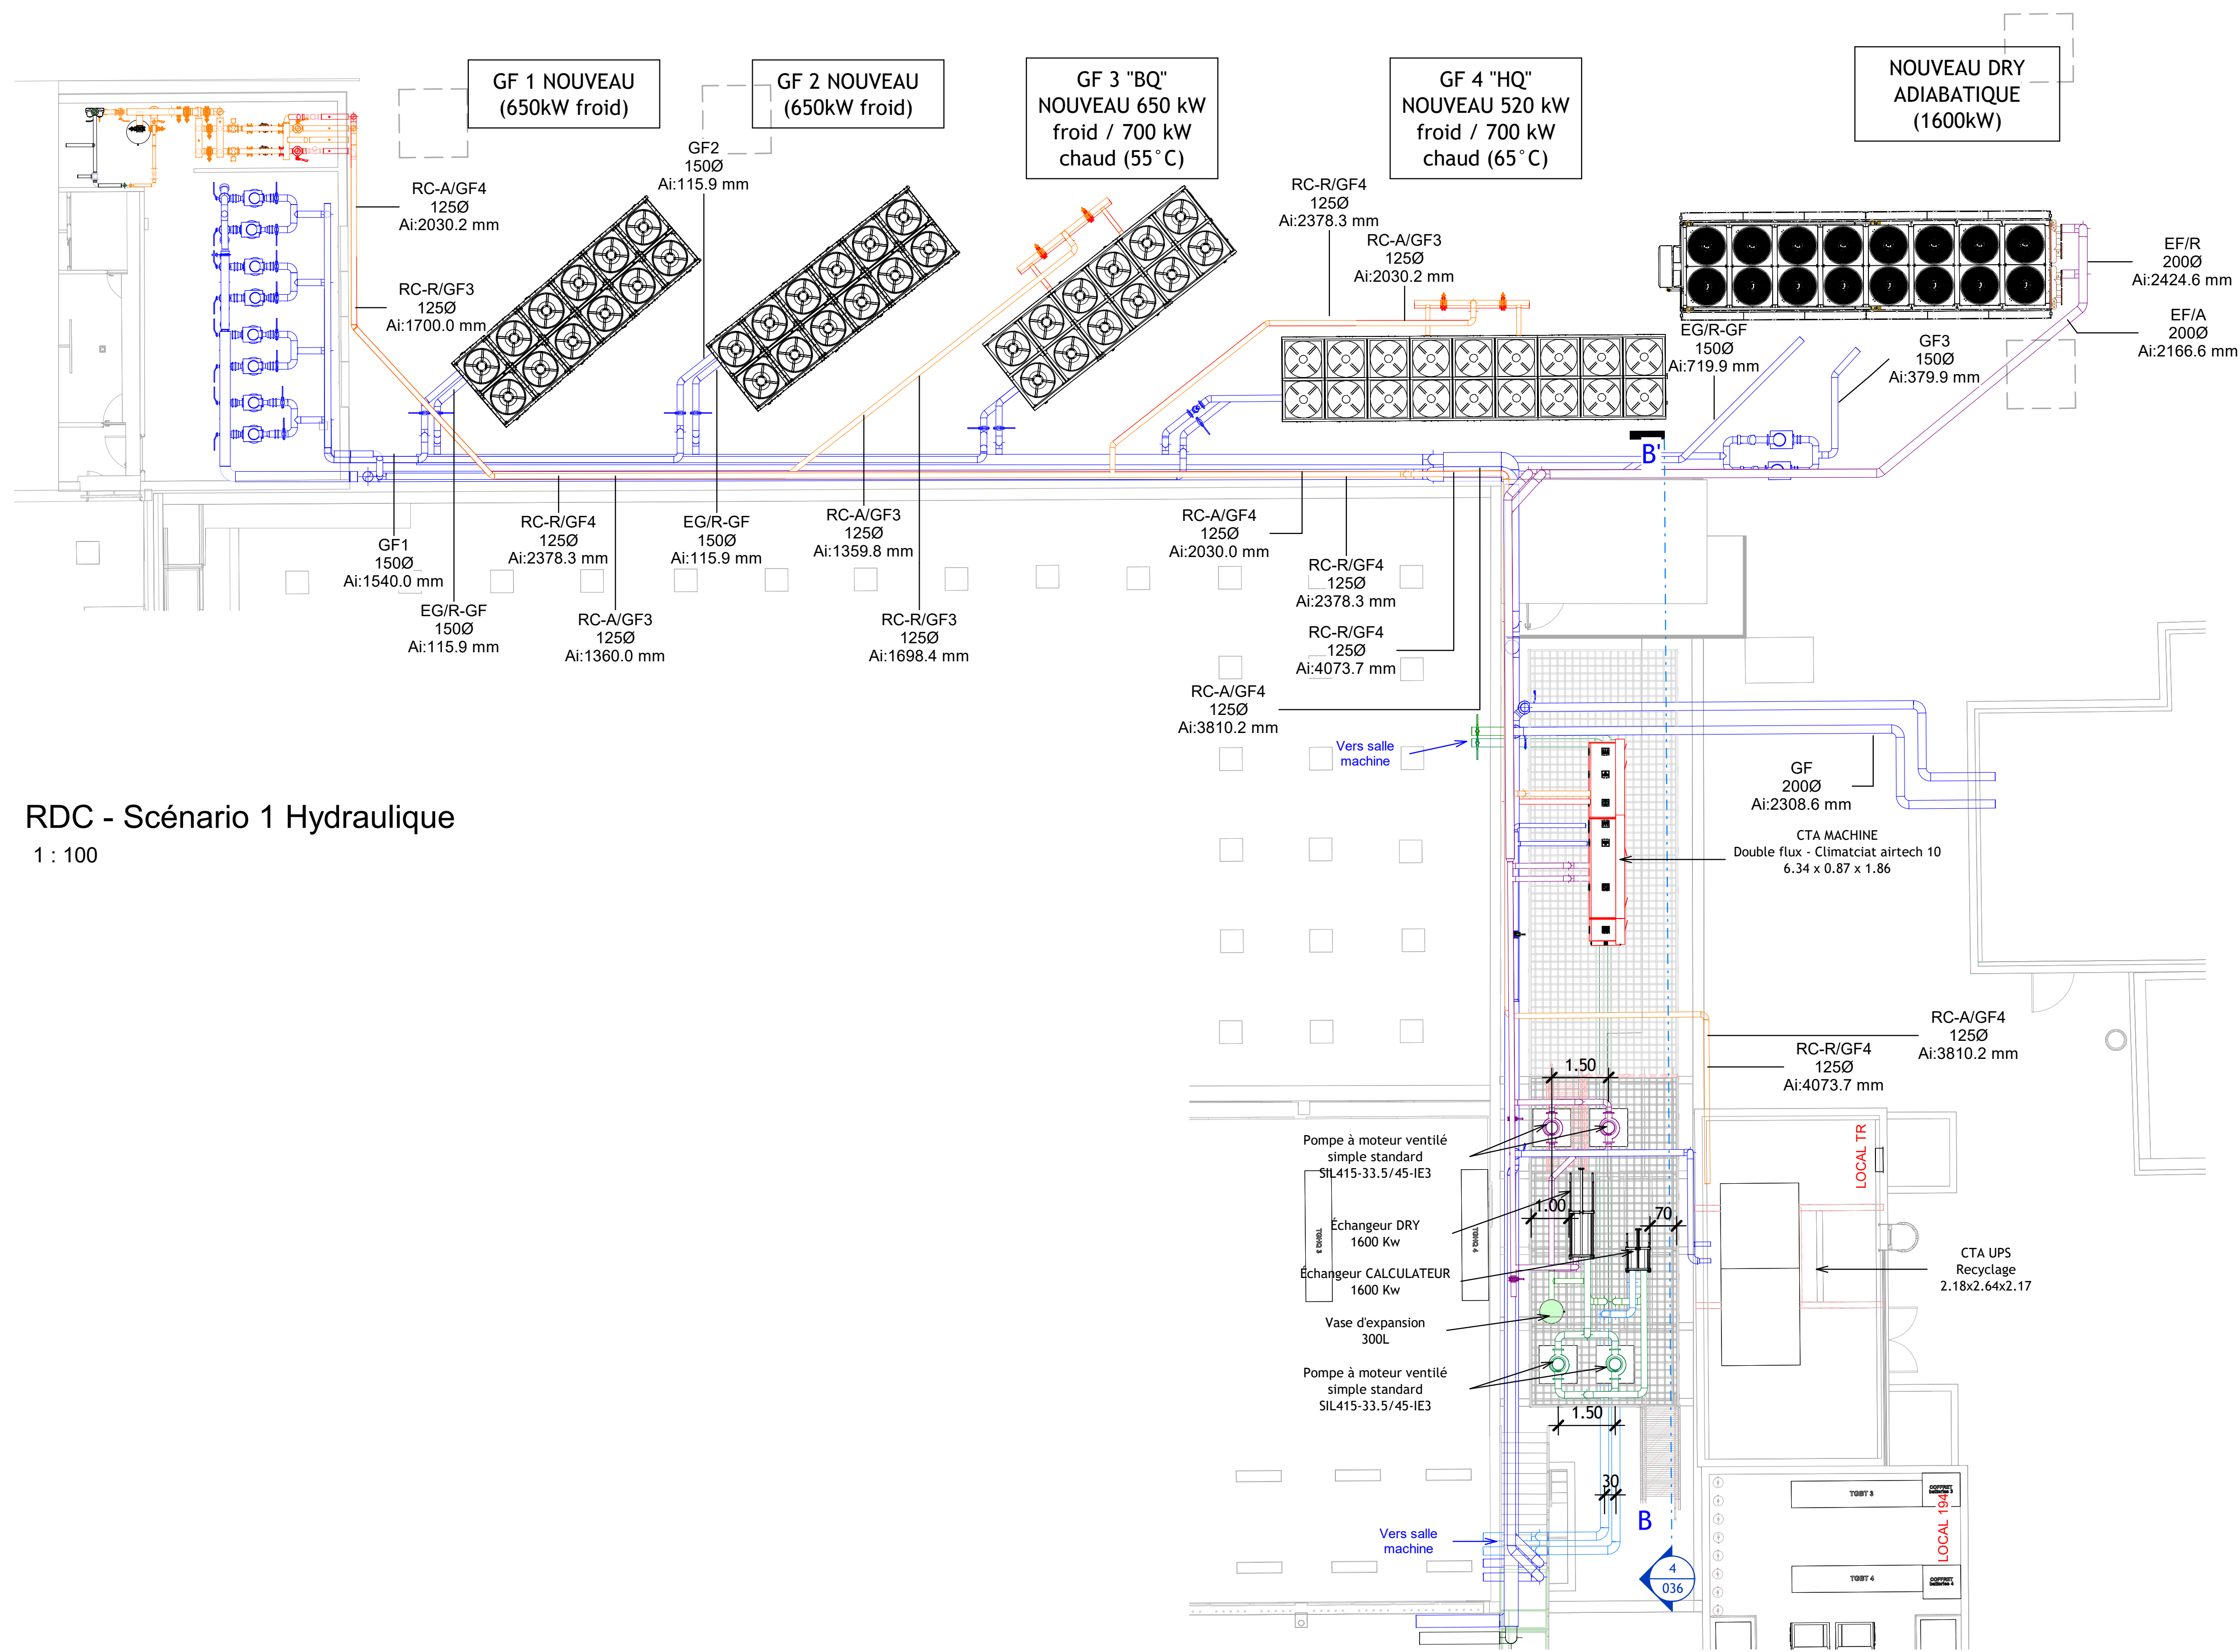 GF 1 NOUVEAU
(650kW froid)
GF 2 NOUVEAU
(650kW froid)
GF 3 "BQ"
NOUVEAU 650 kW
froid / 700 kW
chaud (55°C)
GF 4 "HQ"
NOUVEAU 520 kW
froid / 700 kW
chaud (65°C)
NOUVEAU DRY
ADIABATIQUE
(1600kW)
GF2
150Ø
Ai:115.9 mm
RC-A/GF4
125Ø
Ai:2030.2 mm
RC-R/GF3
125Ø
Ai:1700.0 mm
RC-R/GF4
125Ø
Ai:2378.3 mm
RC-A/GF3
125Ø
Ai:2030.2 mm
EF/R
200Ø
Ai:2424.6 mm
EF/A
200Ø
Ai:2166.6 mm
EG/R-GF
150Ø
Ai:719.9 mm
GF3
150Ø
Ai:379.9 mm
B'
GF1
150Ø
Ai:1540.0 mm
EG/R-GF
150Ø
Ai:115.9 mm
RC-R/GF4
125Ø
Ai:2378.3 mm
RC-A/GF3
125Ø
Ai:1360.0 mm
EG/R-GF
150Ø
Ai:115.9 mm
RC-A/GF3
125Ø
Ai:1359.8 mm
RC-R/GF3
125Ø
Ai:1698.4 mm
RC-A/GF4
125Ø
Ai:2030.0 mm
RC-R/GF4
125Ø
Ai:2378.3 mm
RC-R/GF4
125Ø
Ai:4073.7 mm
RC-A/GF4
125Ø
Ai:3810.2 mm
Vers salle
machine
GF
200Ø
Ai:2308.6 mm
RDC - Scénario 1 Hydraulique
1 : 100
CTA MACHINE
Double flux - Climatciat airtech 10
6.34 x 0.87 x 1.86
RC-A/GF4
125Ø
Ai:3810.2 mm
RC-R/GF4
125Ø
Ai:4073.7 mm
1.50
Pompe à moteur ventilé
simple standard
SIL415-33.5/45-IE3
LOCAL TR
1.00
70
Échangeur DRY
1600 Kw
TGHQ 3
TGHQ 4
Échangeur CALCULATEUR
1600 Kw
CTA UPS
Recyclage
2.18x2.64x2.17
Vase d'expansion
300L
Pompe à moteur ventilé
simple standard
SIL415-33.5/45-IE3
1.50
30
B
Vers salle
machine
4
036
TGBT 3
COFFRET
batteries 3
LOCAL 194
TGBT 4
COFFRET
batteries 4